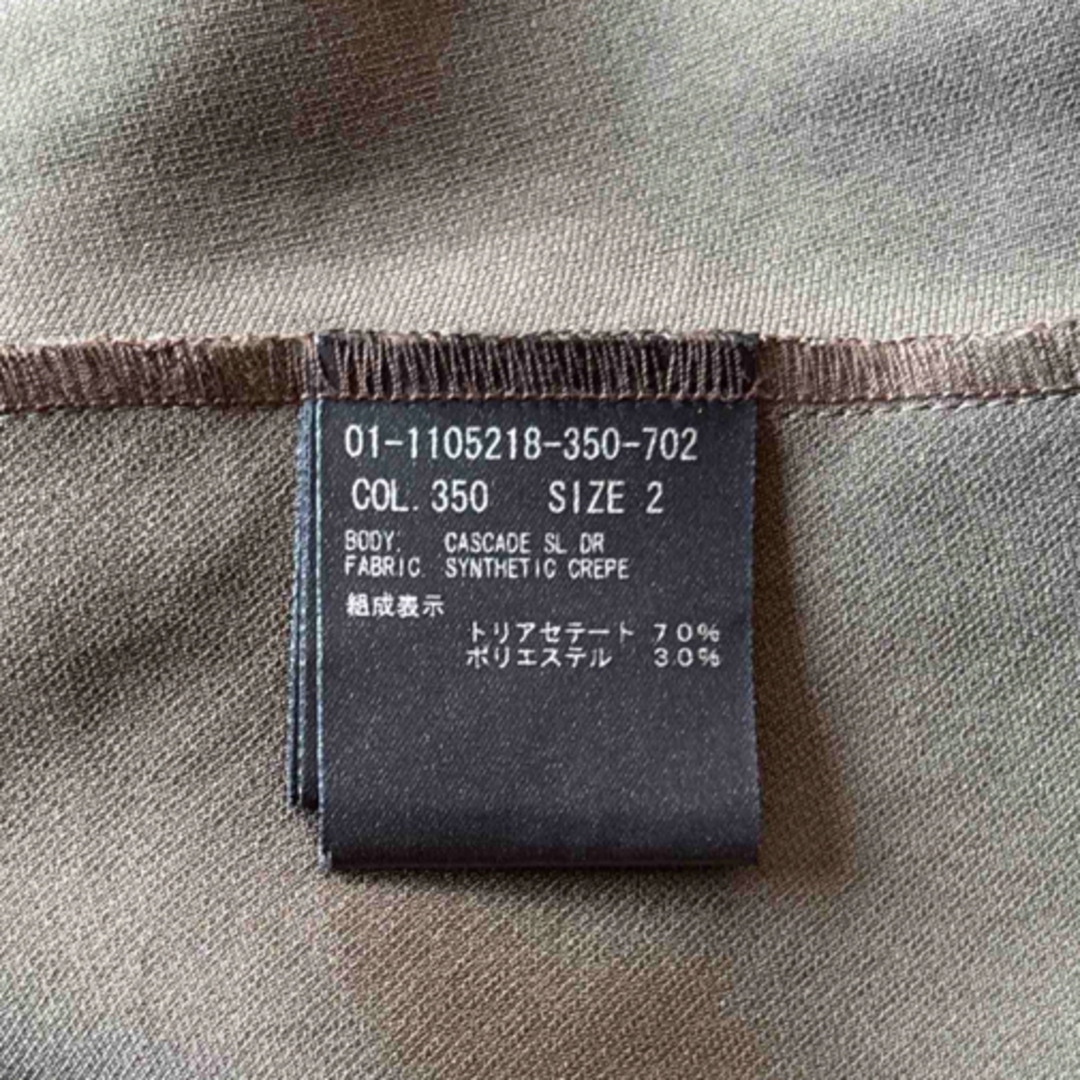 01-1105218-350-702
COL. 350 SIZE 2
BODY. CASCADE SL DR
FABRIC. SYNTHETIC CREPE
組成表示
トリアセテート 70%
ポリエステル 30%